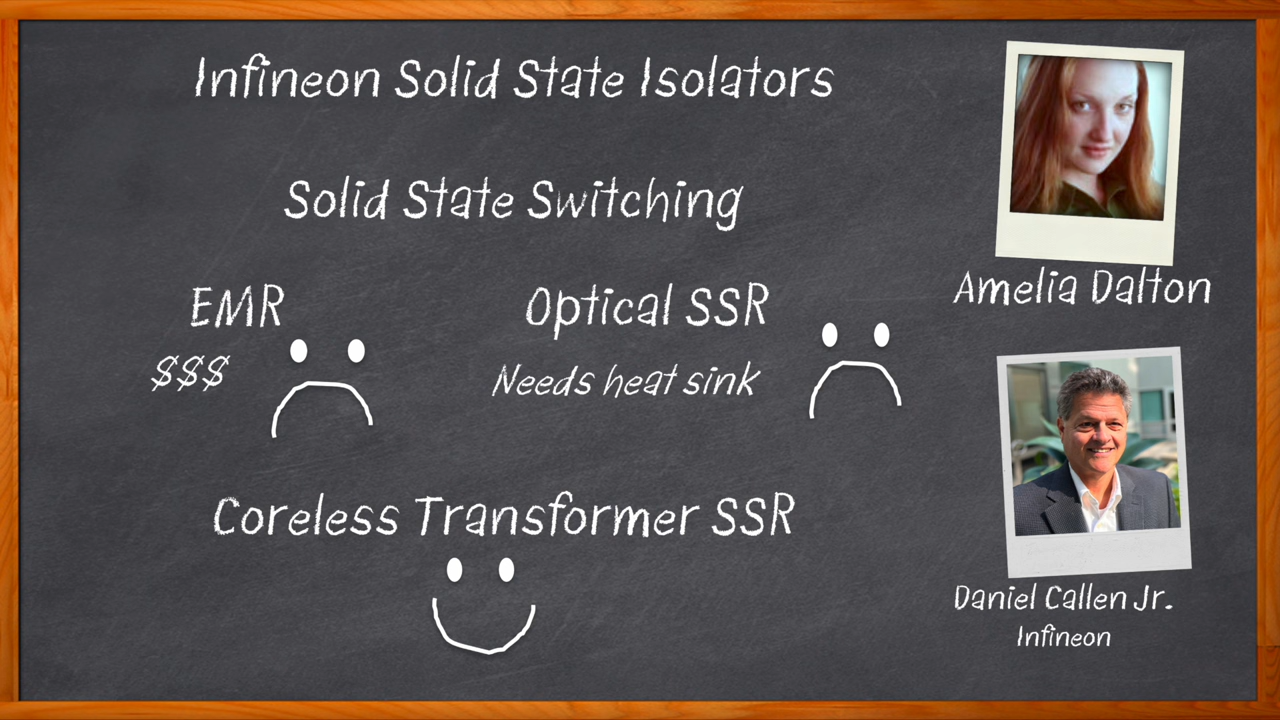 Infineon Solid State Isolators
Solid State Switching
EMR
$$$
Optical SSR
Needs heat sink
Coreless Transformer SSR
Amelia Dalton
Daniel Callen Jr.
Infineon